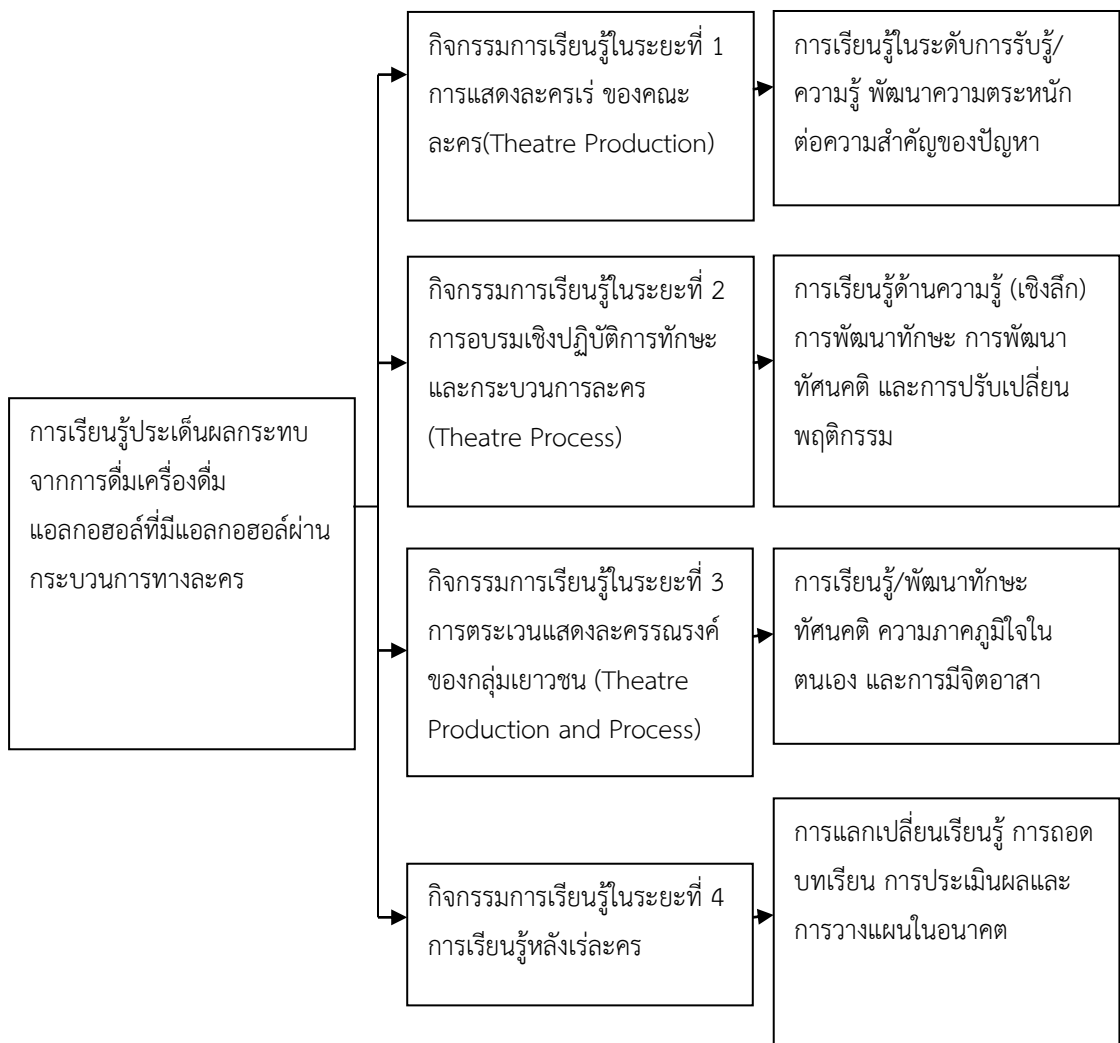 กิจกรรมการเรียนรู้ในระยะที่ 1
การแสดงละครเร่ ของคณะ
ละคร(Theatre Production)
การเรียนรู้ในระดับการรับรู้/
ความรู้ พัฒนาความตระหนัก
ต่อความสำคัญของปัญหา
กิจกรรมการเรียนรู้ในระยะที่ 2
การอบรมเชิงปฏิบัติการทักษะ
และกระบวนการละคร
(Theatre Process)
การเรียนรู้ด้านความรู้ (เชิงลึก)
การพัฒนาทักษะ การพัฒนา
ทัศนคติ และการปรับเปลี่ยน
พฤติกรรม
การเรียนรู้ประเด็นผลกระทบ
จากการดื่มเครื่องดื่ม
แอลกอฮอล์ที่มีแอลกอฮอล์ผ่าน
กระบวนการทางละคร
กิจกรรมการเรียนรู้ในระยะที่ 3
การตระเวนแสดงละครรณรงค์
ของกลุ่มเยาวชน (Theatre
Production and Process)
การเรียนรู้/พัฒนาทักษะ
ทัศนคติ ความภาคภูมิใจใน
ตนเอง และการมีจิตอาสา
กิจกรรมการเรียนรู้ในระยะที่ 4
การเรียนรู้หลังเร่ละคร
การแลกเปลี่ยนเรียนรู้ การถอด
บทเรียน การประเมินผลและ
การวางแผนในอนาคต